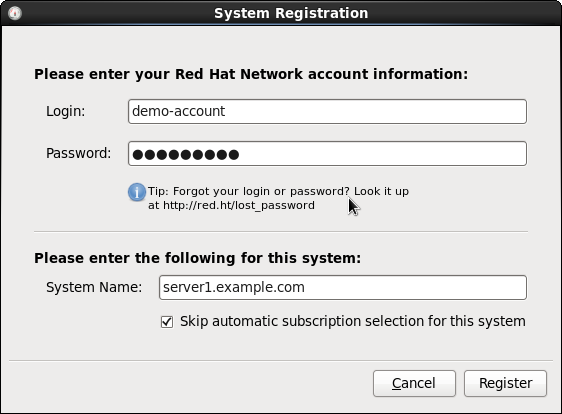 System Registration
Please enter your Red Hat Network account information:
Login: demo-account
Password: ●●●●●●●●●
Tip: Forgot your login or password? Look it up
at http://red.ht/lost_password
Please enter the following for this system:
System Name: server1.example.com
Skip automatic subscription selection for this system
Cancel Register